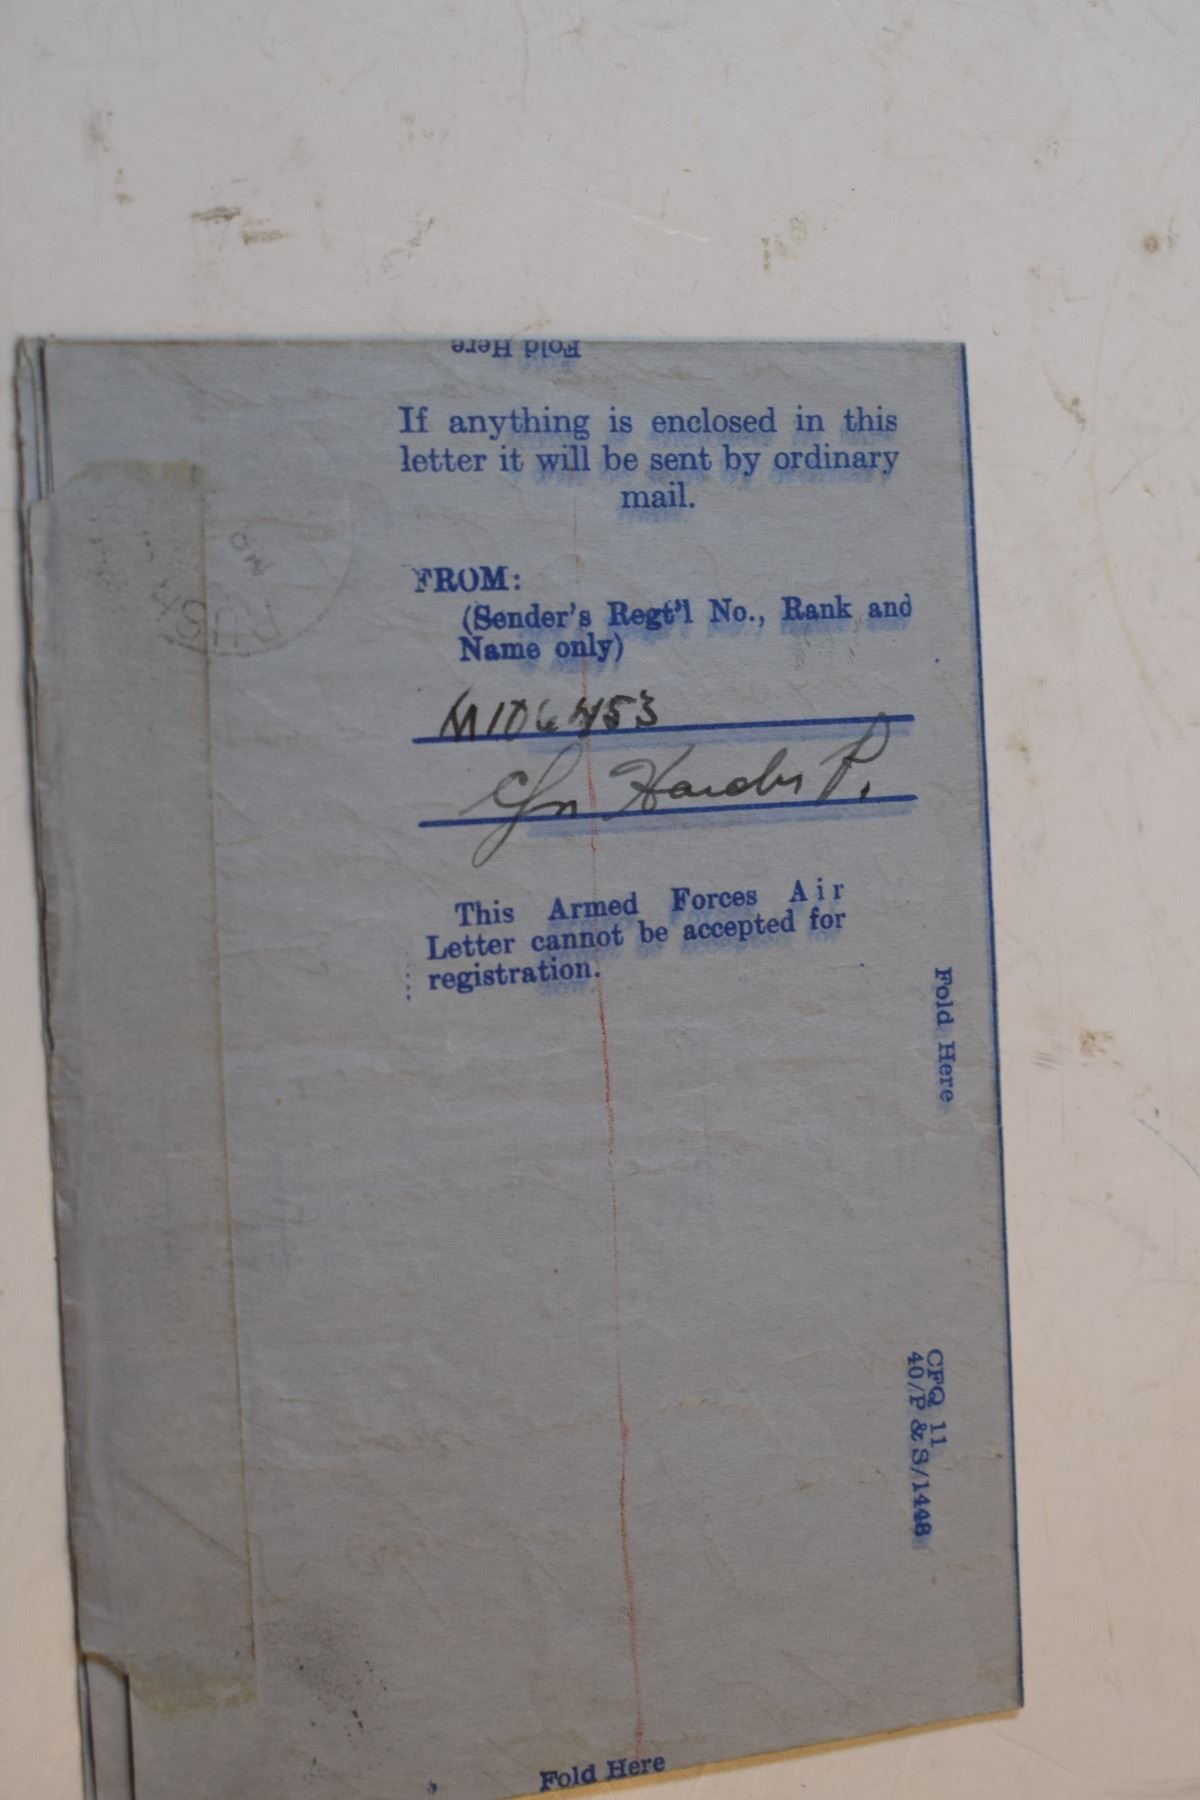 Fold Here
If anything is enclosed in this
letter it will be sent by ordinary
mail.
FROM:
(Sender's Regt'l No., Rank and
Name only)
M106453
Cfn Harder P.
This Armed Forces Air
Letter cannot be accepted for
registration.
Fold Here
CFQ 11
40/P & S/1448
Fold Here